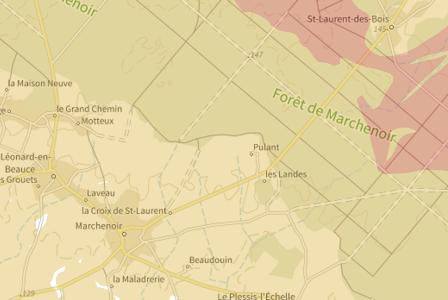 henoir
St-Laurent-des-Bois
145
147
la Maison Neuve
Forêt de Marchenoir
le Grand Chemin
Motteux
Pulant
Léonard-en-
Beauce
s Grouets
les Landes
Laveau
la Croix de St-Laurent
Marchenoir
Beaudouin
la Maladrerie
129
Le Plessis-l'Échelle